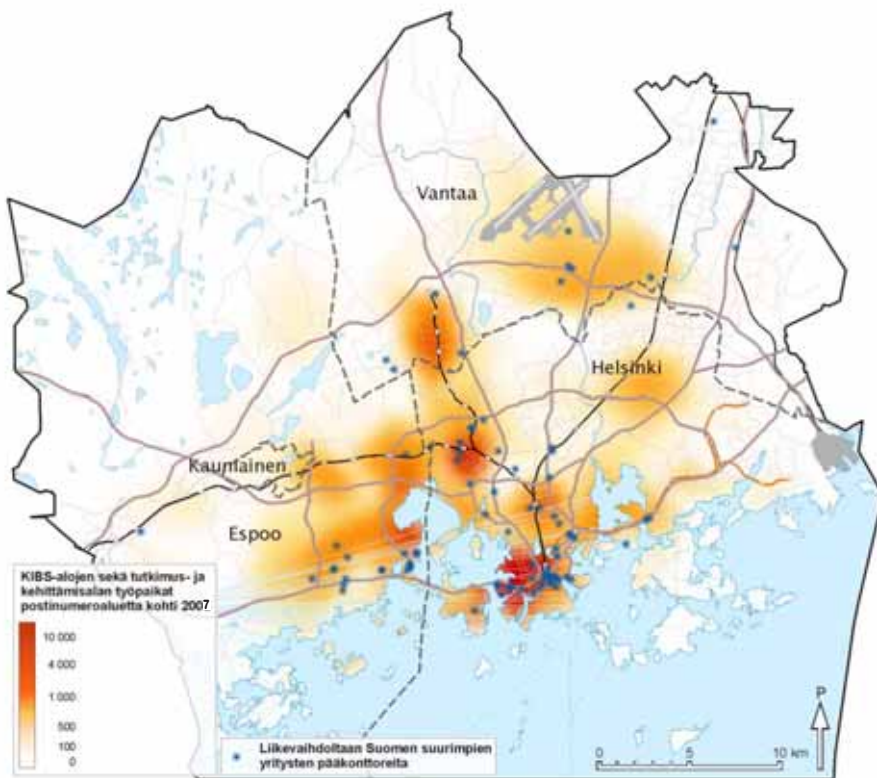 Vantaa
Helsinki
Kauniainen
Espoo
KIBS-alojen sekä tutkimus- ja
kehittämisalan työpaikat
postinumeroaluetta kohti 2007
10 000
4 000
1 000
500
100
0
Liikevaihdoltaan Suomen suurimpien
yritysten pääkonttoreita
P
0 5 10 km